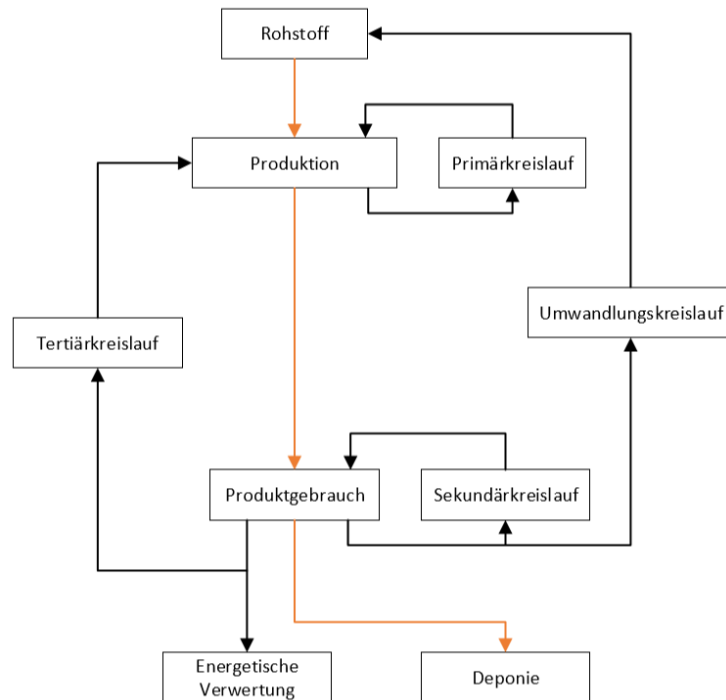 Rohstoff
Produktion
Primärkreislauf
Umwandlungskreislauf
Tertiärkreislauf
Produktgebrauch
Sekundärkreislauf
Energetische
Verwertung
Deponie